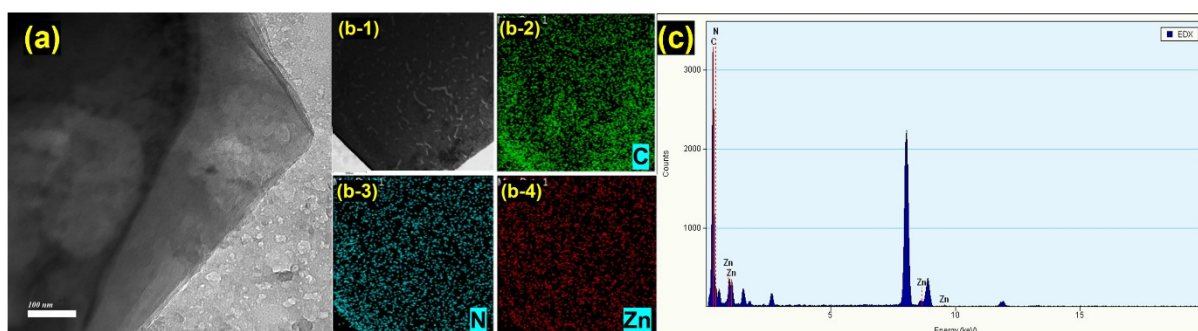 (a)
100 nm
(b-1)
(b-2)
C
(b-3)
N
(b-4)
Zn
(c)
EDX
N
C
3000
2000
1000
Counts
Zn
Zn
Zn
Zn
5
10
15
Energy (keV)